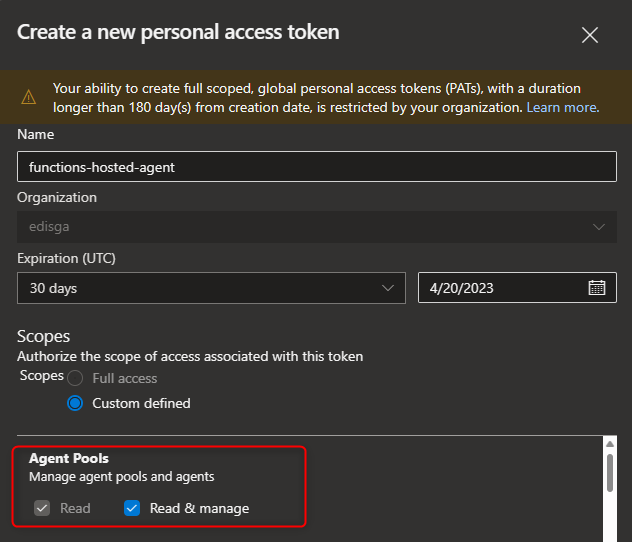 Create a new personal access token
Your ability to create full scoped, global personal access tokens (PATs), with a duration
longer than 180 day(s) from creation date, is restricted by your organization. Learn more.
Name
functions-hosted-agent
Organization
edisga
Expiration (UTC)
30 days
4/20/2023
Scopes
Authorize the scope of access associated with this token
Scopes Full access
Custom defined
Agent Pools
Manage agent pools and agents
Read Read & manage